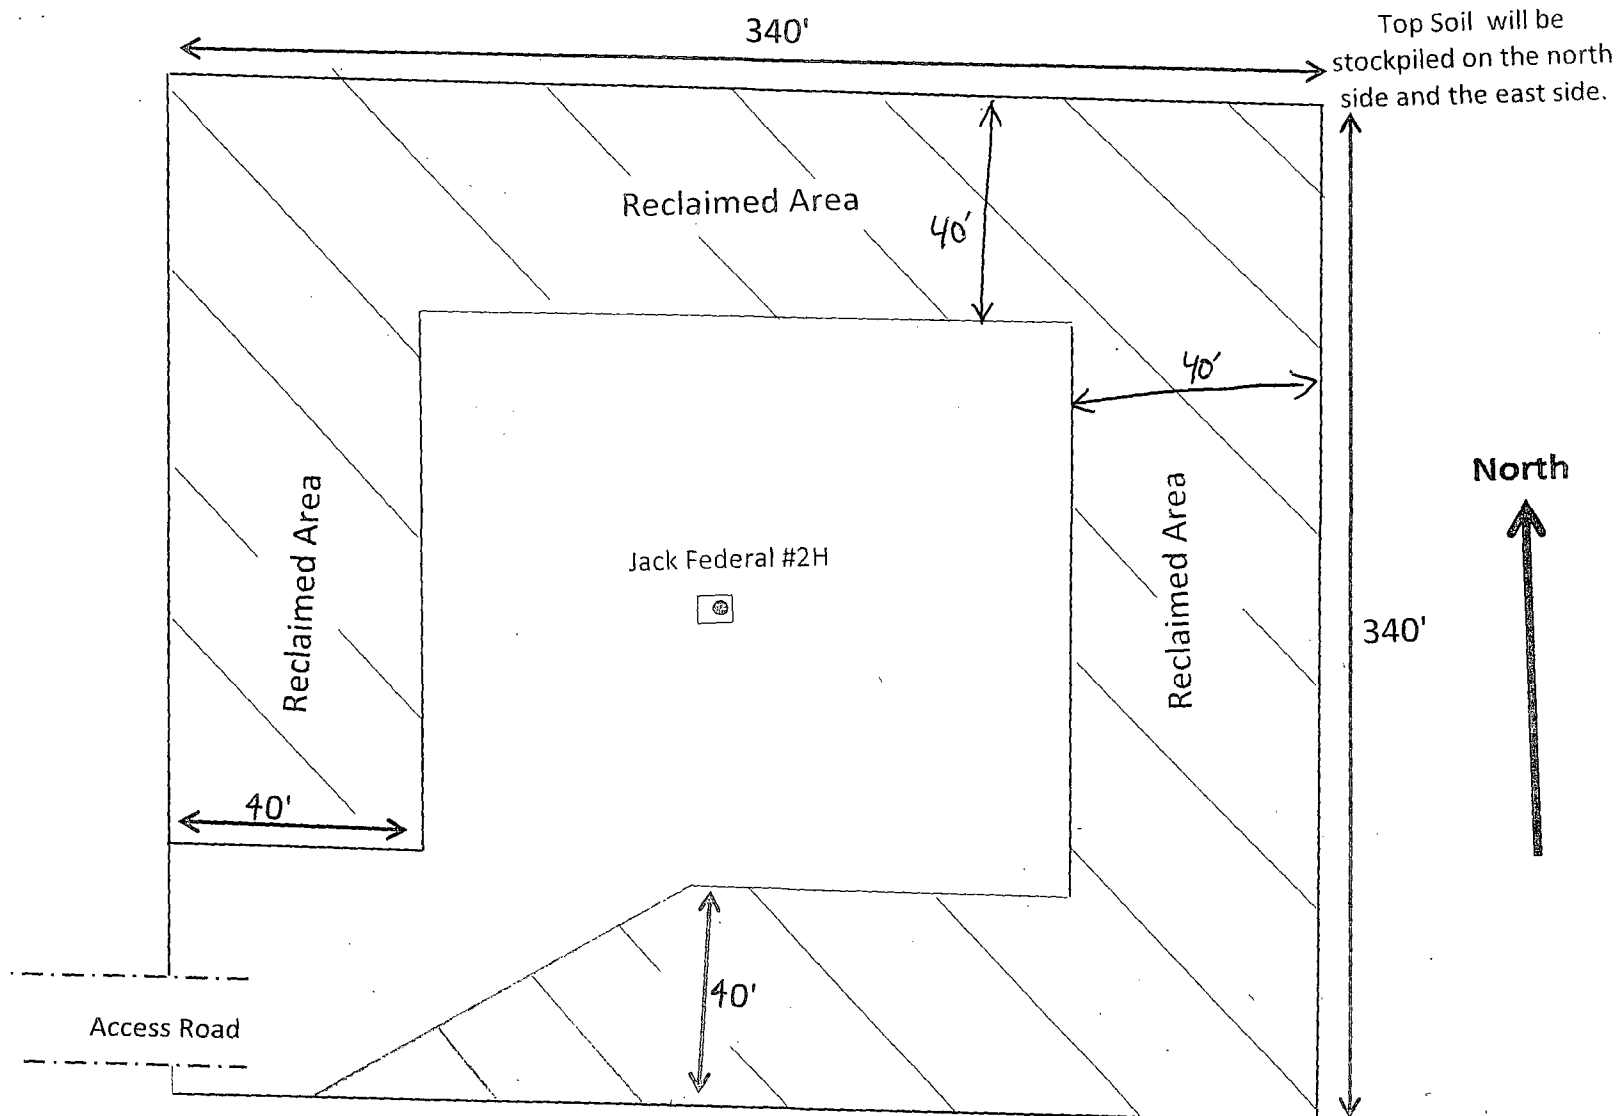 340'
Top Soil will be
stockpiled on the north
side and the east side.
Reclaimed Area
40'
40'
North
Reclaimed Area
Reclaimed Area
Jack Federal #2H
340'
40'
40'
Access Road